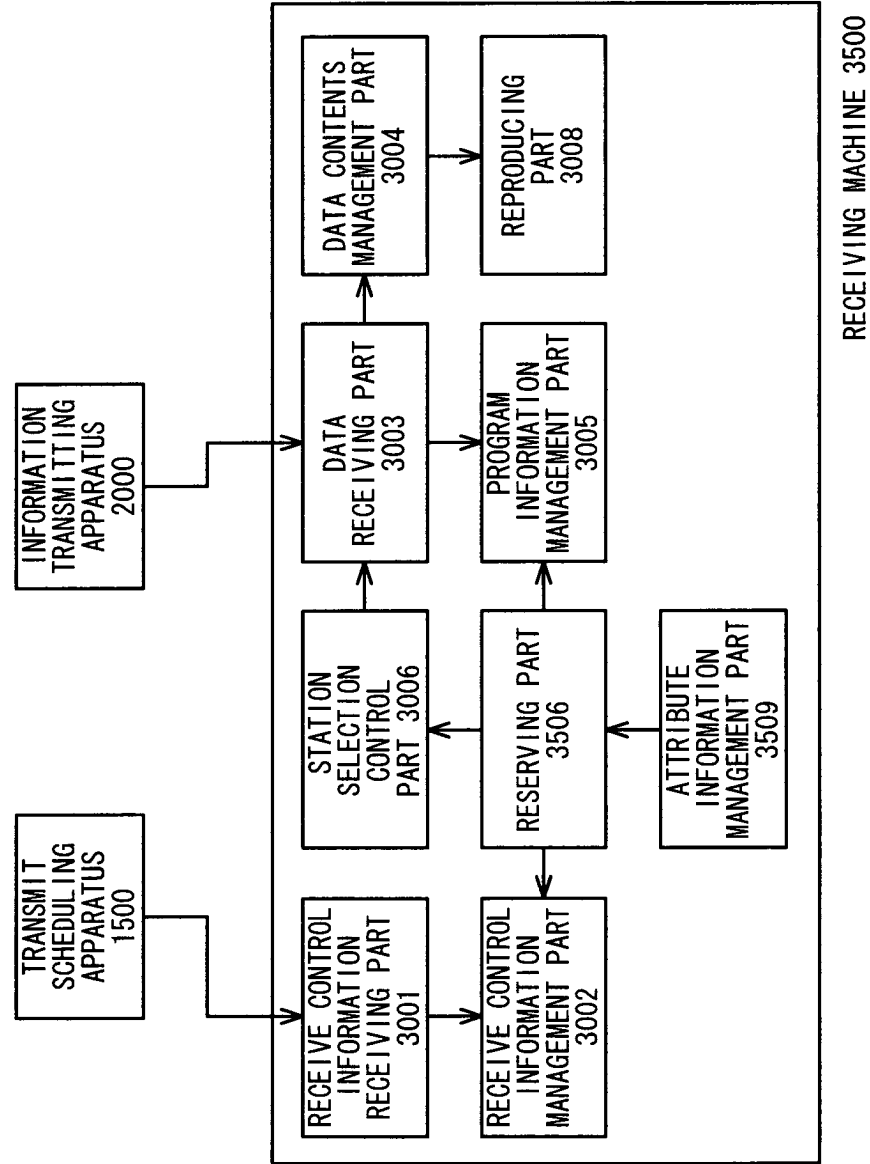 TRANSMIT
SCHEDULING
APPARATUS
1500
INFORMATION
TRANSMITTING
APPARATUS
2000
RECEIVE CONTROL
INFORMATION
RECEIVING PART
3001
STATION
SELECTION
CONTROL
PART 3006
DATA
RECEIVING PART
3003
DATA CONTENTS
MANAGEMENT PART
3004
RECEIVE CONTROL
INFORMATION
MANAGEMENT PART
3002
RESERVING PART
3506
PROGRAM
INFORMATION
MANAGEMENT PART
3005
REPRODUCING
PART
3008
ATTRIBUTE
INFORMATION
MANAGEMENT PART
3509
RECEIVING MACHINE 3500